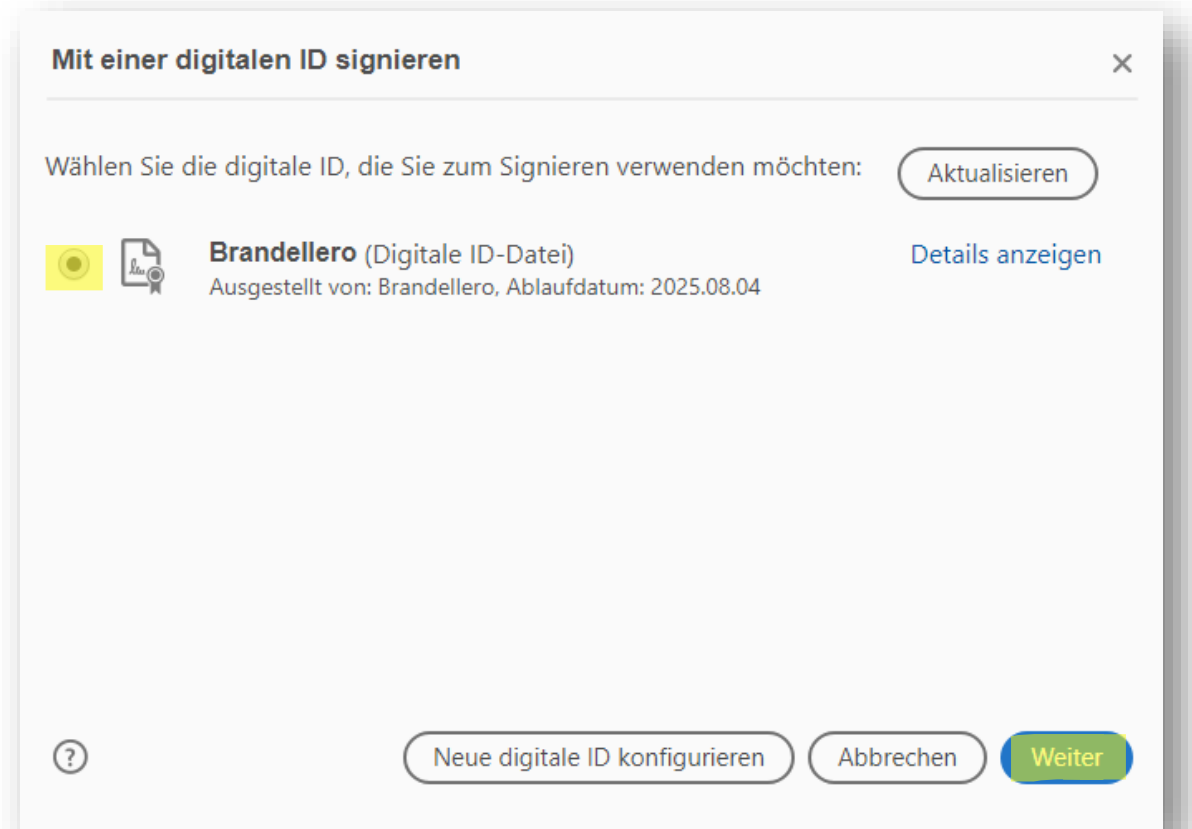 Mit einer digitalen ID signieren
Wählen Sie die digitale ID, die Sie zum Signieren verwenden möchten:
Aktualisieren
Brandellero (Digitale ID-Datei)
Details anzeigen
Ausgestellt von: Brandellero, Ablaufdatum: 2025.08.04
Neue digitale ID konfigurieren
Abbrechen
Weiter